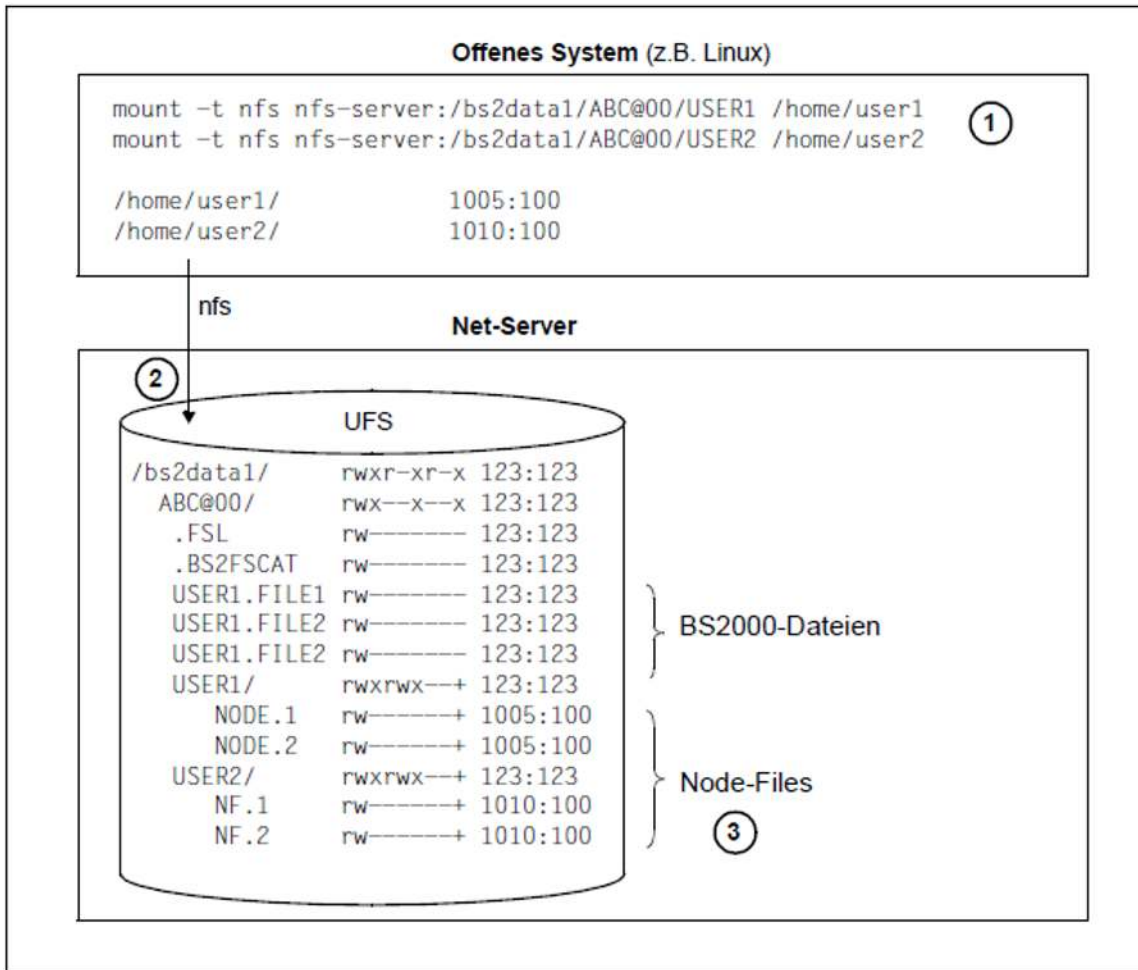 Offenes System (z.B. Linux)
mount -t nfs nfs-server:/bs2data1/ABC@00/USER1 /home/user1
mount -t nfs nfs-server:/bs2data1/ABC@00/USER2 /home/user2
1
/home/user1/ 1005:100
/home/user2/ 1010:100
nfs
Net-Server
2
UFS
/bs2data1/ rwxr-xr-x 123:123
ABC@00/ rwx--x--x 123:123
.FSL rw------- 123:123
.BS2FSCAT rw------- 123:123
USER1.FILE1 rw------- 123:123
USER1.FILE2 rw------- 123:123
USER1.FILE2 rw------- 123:123
BS2000-Dateien
USER1/ rwxrwx--+ 123:123
NODE.1 rw------+ 1005:100
NODE.2 rw------+ 1005:100
USER2/ rwxrwx--+ 123:123
NF.1 rw------+ 1010:100
NF.2 rw------+ 1010:100
Node-Files
3